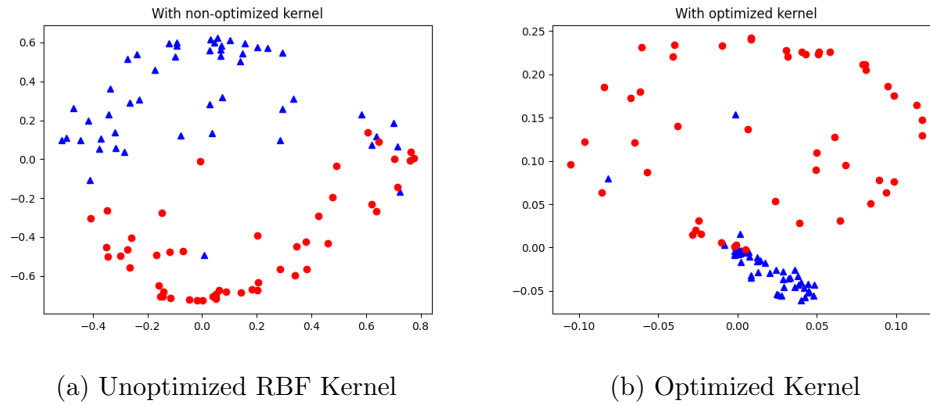 With non-optimized kernel
0.6
0.4
0.2
0.0
−0.2
−0.4
−0.6
−0.4 −0.2 0.0 0.2 0.4 0.6 0.8
(a) Unoptimized RBF Kernel
With optimized kernel
0.25
0.20
0.15
0.10
0.05
0.00
−0.05
−0.10 −0.05 0.00 0.05 0.10
(b) Optimized Kernel